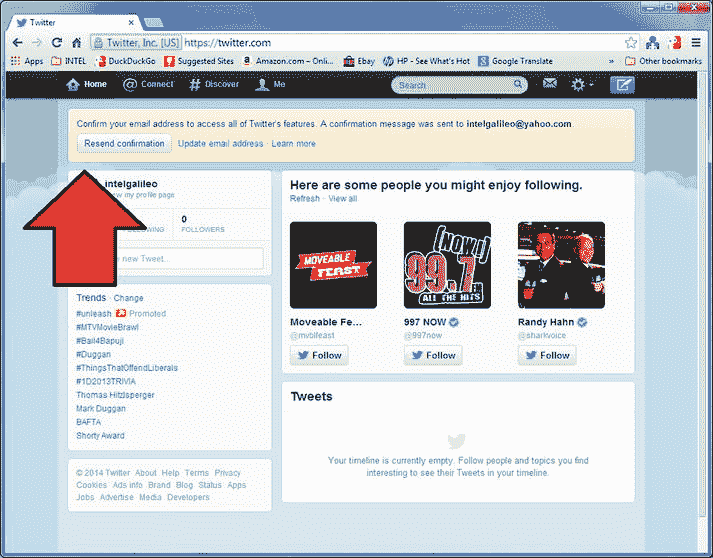 Twitter
Twitter, Inc. [US] https://twitter.com
Apps INTEL DuckDuckGo Suggested Sites Amazon.com – Onli... Ebay HP - See What's Hot Google Translate » Other bookmarks
Home Connect # Discover Me Search
Confirm your email address to access all of Twitter's features. A confirmation message was sent to intelgalileo@yahoo.com.
Resend confirmation Update email address · Learn more
intelgalileo
my profile page
0
FOLLOWERS
new Tweet...
Trends · Change
#unleash Promoted
#MTVMovieBrawl
#Bail4Bapuji
#Duggan
#ThingsThatOffendLiberals
#1D2013TRIVIA
Thomas Hitzlsperger
Mark Duggan
BAFTA
Shorty Award
© 2014 Twitter About Help Terms Privacy
Cookies Ads info Brand Blog Status Apps
Jobs Advertise Media Developers
Here are some people you might enjoy following.
Refresh · View all
MOVEABLE
FEAST
[NOW!]
99.7
ALL THE HITS
Moveable Fe... 997 NOW Randy Hahn
@mvblfeast @997now @sharkvoice
Follow Follow Follow
Tweets
Your timeline is currently empty. Follow people and topics you find
interesting to see their Tweets in your timeline.